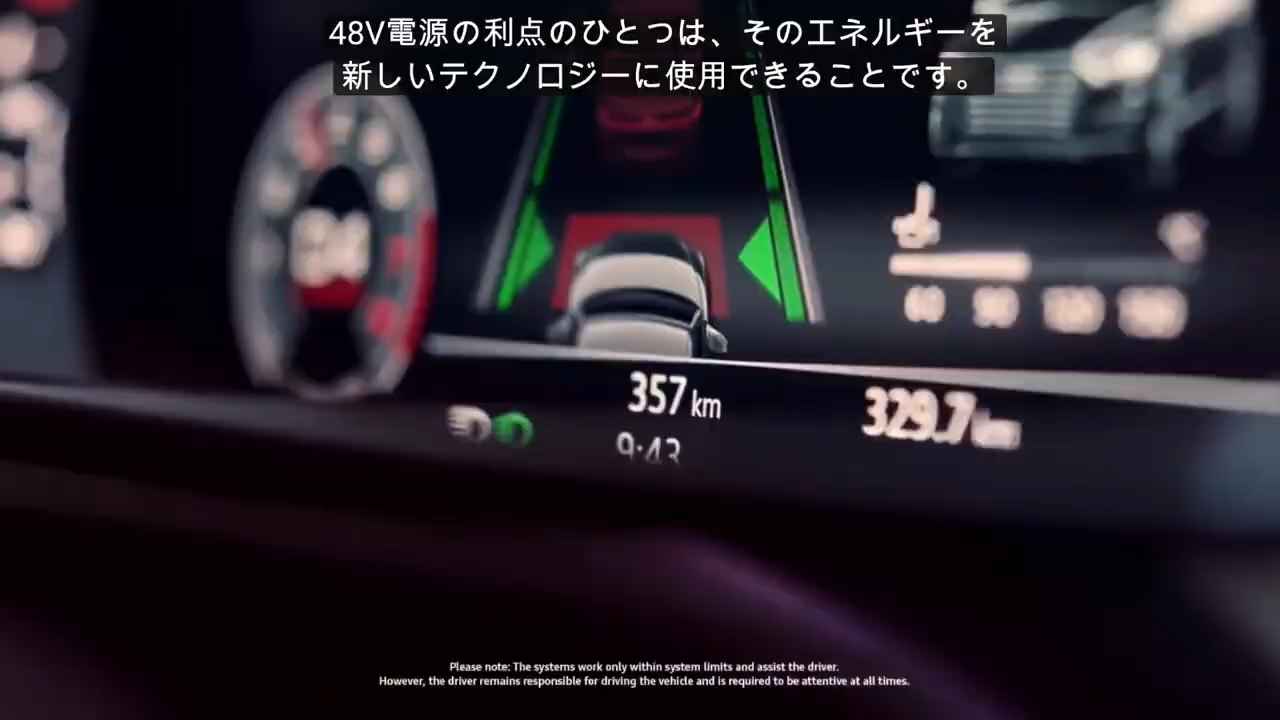 48V電源の利点のひとつは、そのエネルギーを
新しいテクノロジーに使用できることです。
60 90
357 km
329.7 km
9:43
Please note: The systems work only within system limits and assist the driver.
However, the driver remains responsible for driving the vehicle and is required to be attentive at all times.